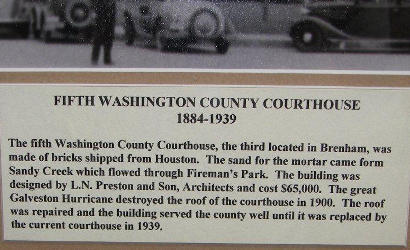 FIFTH WASHINGTON COUNTY COURTHOUSE
1884-1939
The fifth Washington County Courthouse, the third located in Brenham, was
made of bricks shipped from Houston. The sand for the mortar came form
Sandy Creek which flowed through Fireman's Park. The building was
designed by L.N. Preston and Son, Architects and cost $65,000. The great
Galveston Hurricane destroyed the roof of the courthouse in 1900. The roof
was repaired and the building served the county well until it was replaced by
the current courthouse in 1939.